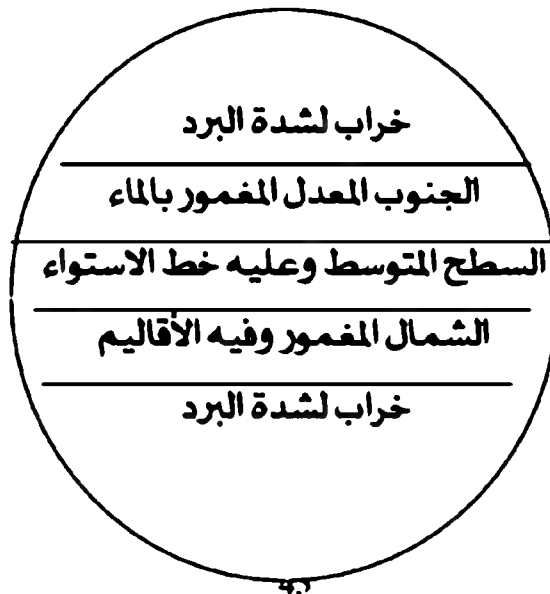 خراب لشدة البرد
الجنوب المعدل المغمور بالماء
السطح المتوسط وعليه خط الاستواء
الشمال المغمور وفيه الأقاليم
خراب لشدة البرد